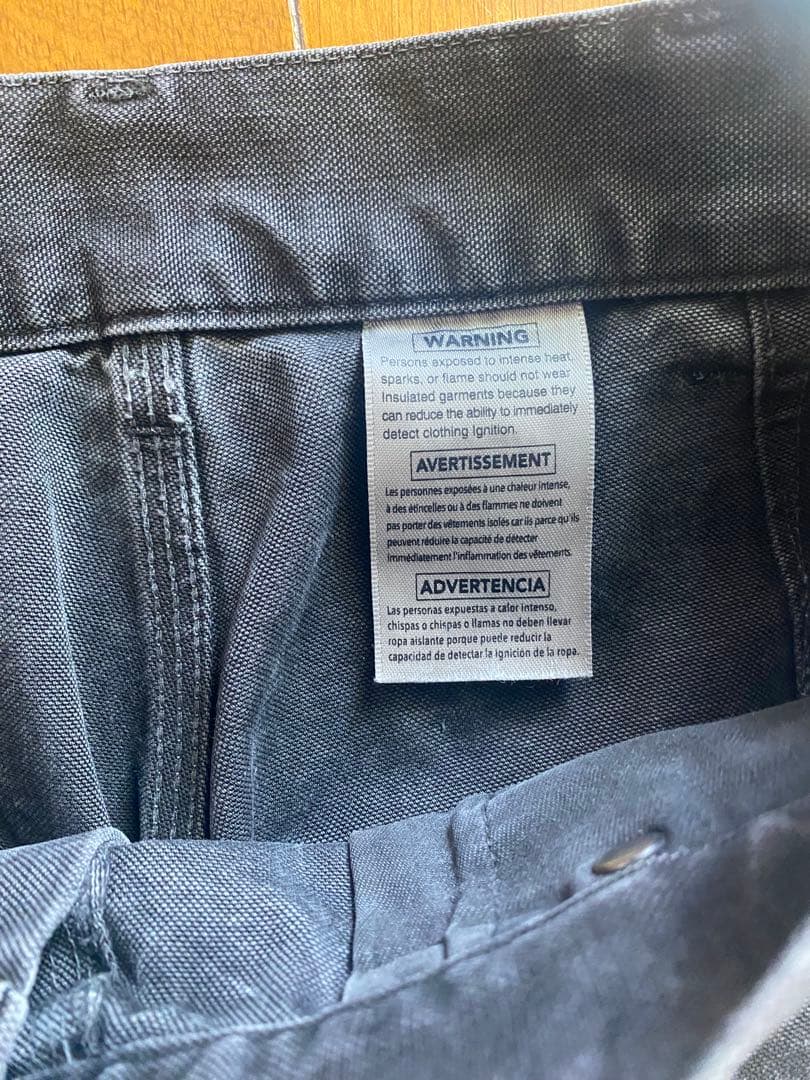 WARNING
Persons exposed to intense heat,
sparks, or flame should not wear
Insulated garments because they
can reduce the ability to immediately
detect clothing Ignition.
AVERTISSEMENT
Les personnes exposées à une chaleur intense,
à des étincelles ou à des flammes ne doivent
pas porter des vêtements isolés car ils parce qu'ils
peuvent réduire la capacité de détecter
immédiatement l'inflammation des vêtements.
ADVERTENCIA
Las personas expuestas a calor intenso,
chispas o chispas o llamas no deben llevar
ropa aislante porque puede reducir la
capacidad de detectar la ignición de la ropa.